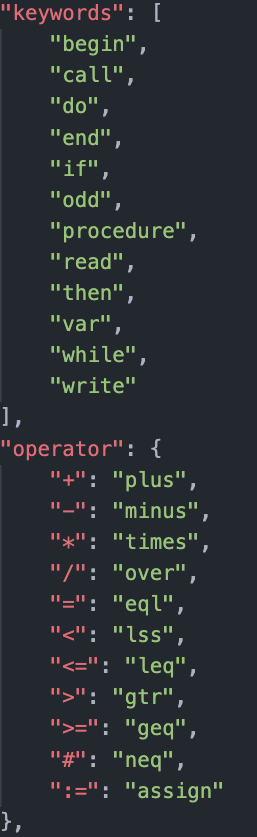 "keywords": [
    "begin",
    "call",
    "do",
    "end",
    "if",
    "odd",
    "procedure",
    "read",
    "then",
    "var",
    "while",
    "write"
],
"operator": {
    "+": "plus",
    "-": "minus",
    "*": "times",
    "/": "over",
    "=": "eql",
    "<": "lss",
    "<=": "leq",
    ">": "gtr",
    ">=": "geq",
    "#": "neq",
    ":=": "assign"
},